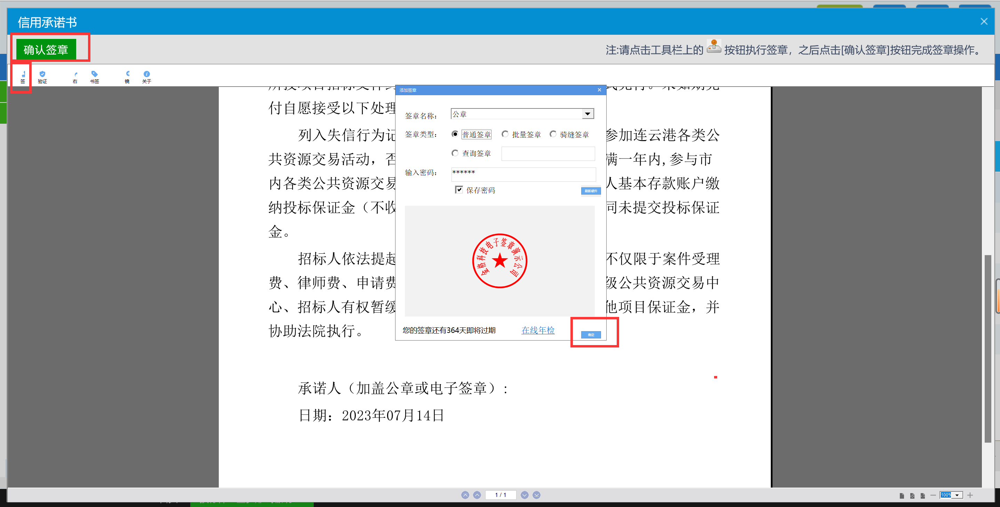 信用承诺书
确认签章
注:请点击工具栏上的 按钮执行签章，之后点击[确认签章]按钮完成签章操作。
签 验证 右 书签 镜 关于
添加签章
签章名称： 公章
签章类型： 普通签章 批量签章 骑缝签章
查询签章
输入密码： ******
保存密码 刷新硬件
金格科技电子签章演示公司
您的签章还有364天即将过期 在线年检 确定
付自愿接受以下处理
列入失信行为记 参加连云港各类公
共资源交易活动，否 满一年内,参与市
内各类公共资源交易 人基本存款账户缴
纳投标保证金（不收 同未提交投标保证
金。
招标人依法提起 不仅限于案件受理
费、律师费、申请费 级公共资源交易中
心、招标人有权暂缓 他项目保证金，并
协助法院执行。
承诺人（加盖公章或电子签章）：
日期：2023年07月14日
1 / 1
100%